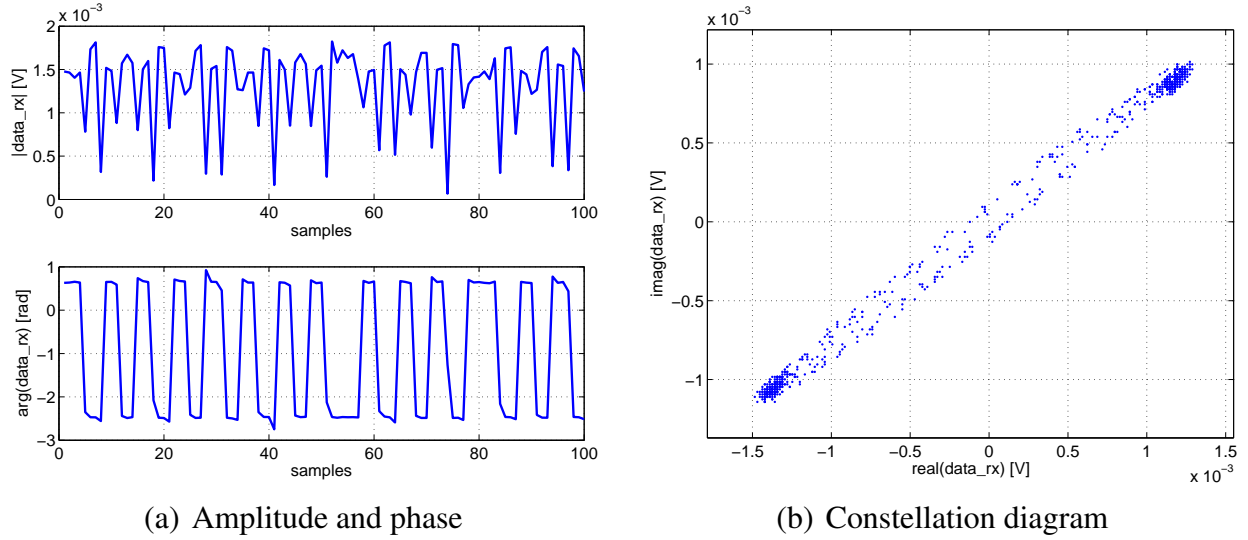 x 10⁻³
2
1.5
1
0.5
0
|data_rx| [V]
0 20 40 60 80 100
samples
1
0
−1
−2
−3
arg(data_rx) [rad]
0 20 40 60 80 100
samples
(a) Amplitude and phase
x 10⁻³
1
0.5
0
−0.5
−1
imag(data_rx) [V]
−1.5 −1 −0.5 0 0.5 1 1.5
real(data_rx) [V]
x 10⁻³
(b) Constellation diagram